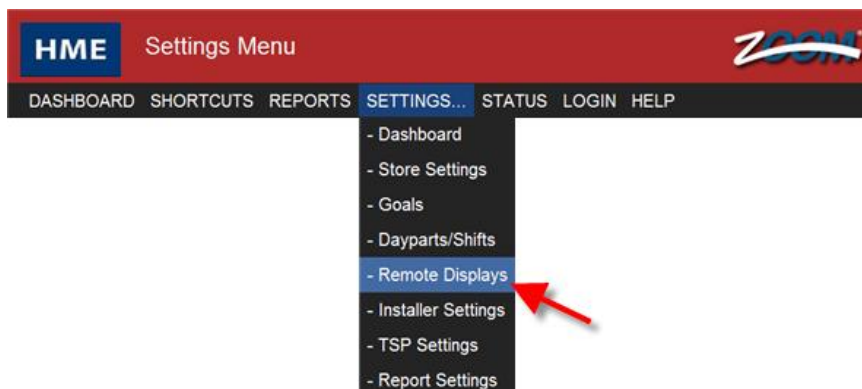 HME Settings Menu ZOOM
DASHBOARD SHORTCUTS REPORTS SETTINGS... STATUS LOGIN HELP
- Dashboard
- Store Settings
- Goals
- Dayparts/Shifts
- Remote Displays
- Installer Settings
- TSP Settings
- Report Settings